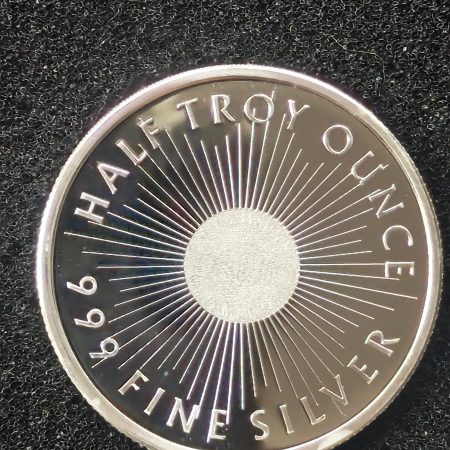 HALF TROY OUNCE
999 FINE SILVER